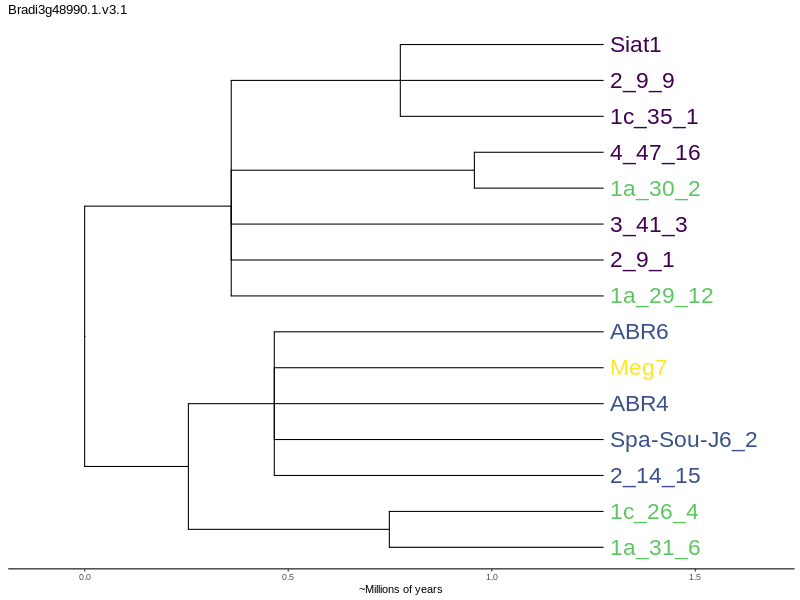 Bradi3g48990.1.v3.1
Siat1
2_9_9
1c_35_1
4_47_16
1a_30_2
3_41_3
2_9_1
1a_29_12
ABR6
Meg7
ABR4
Spa-Sou-J6_2
2_14_15
1c_26_4
1a_31_6
0.0 0.5 1.0 1.5
~Millions of years